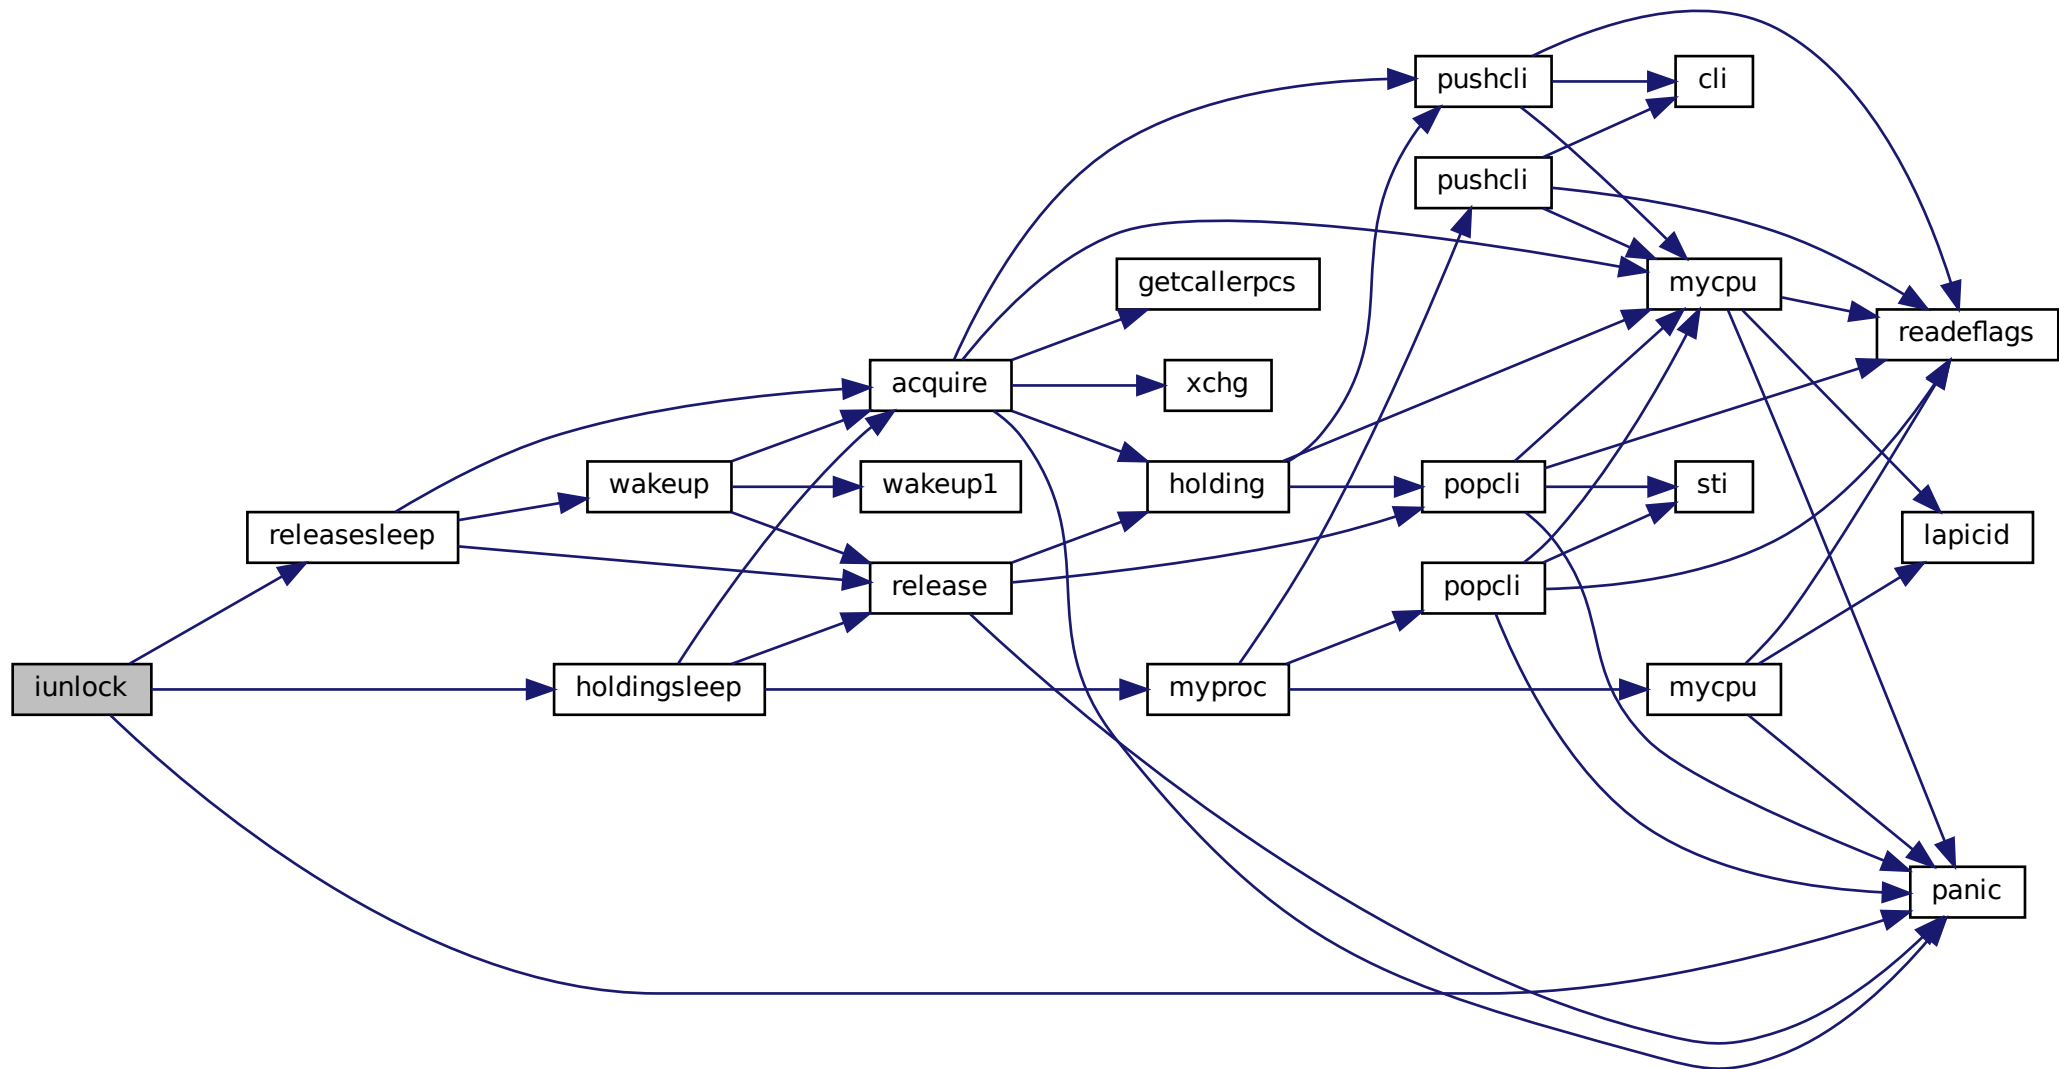 pushcli
cli
pushcli
getcallerpcs
mycpu
readeflags
acquire
xchg
wakeup
wakeup1
holding
popcli
sti
releasesleep
lapicid
release
popcli
iunlock
holdingsleep
myproc
mycpu
panic